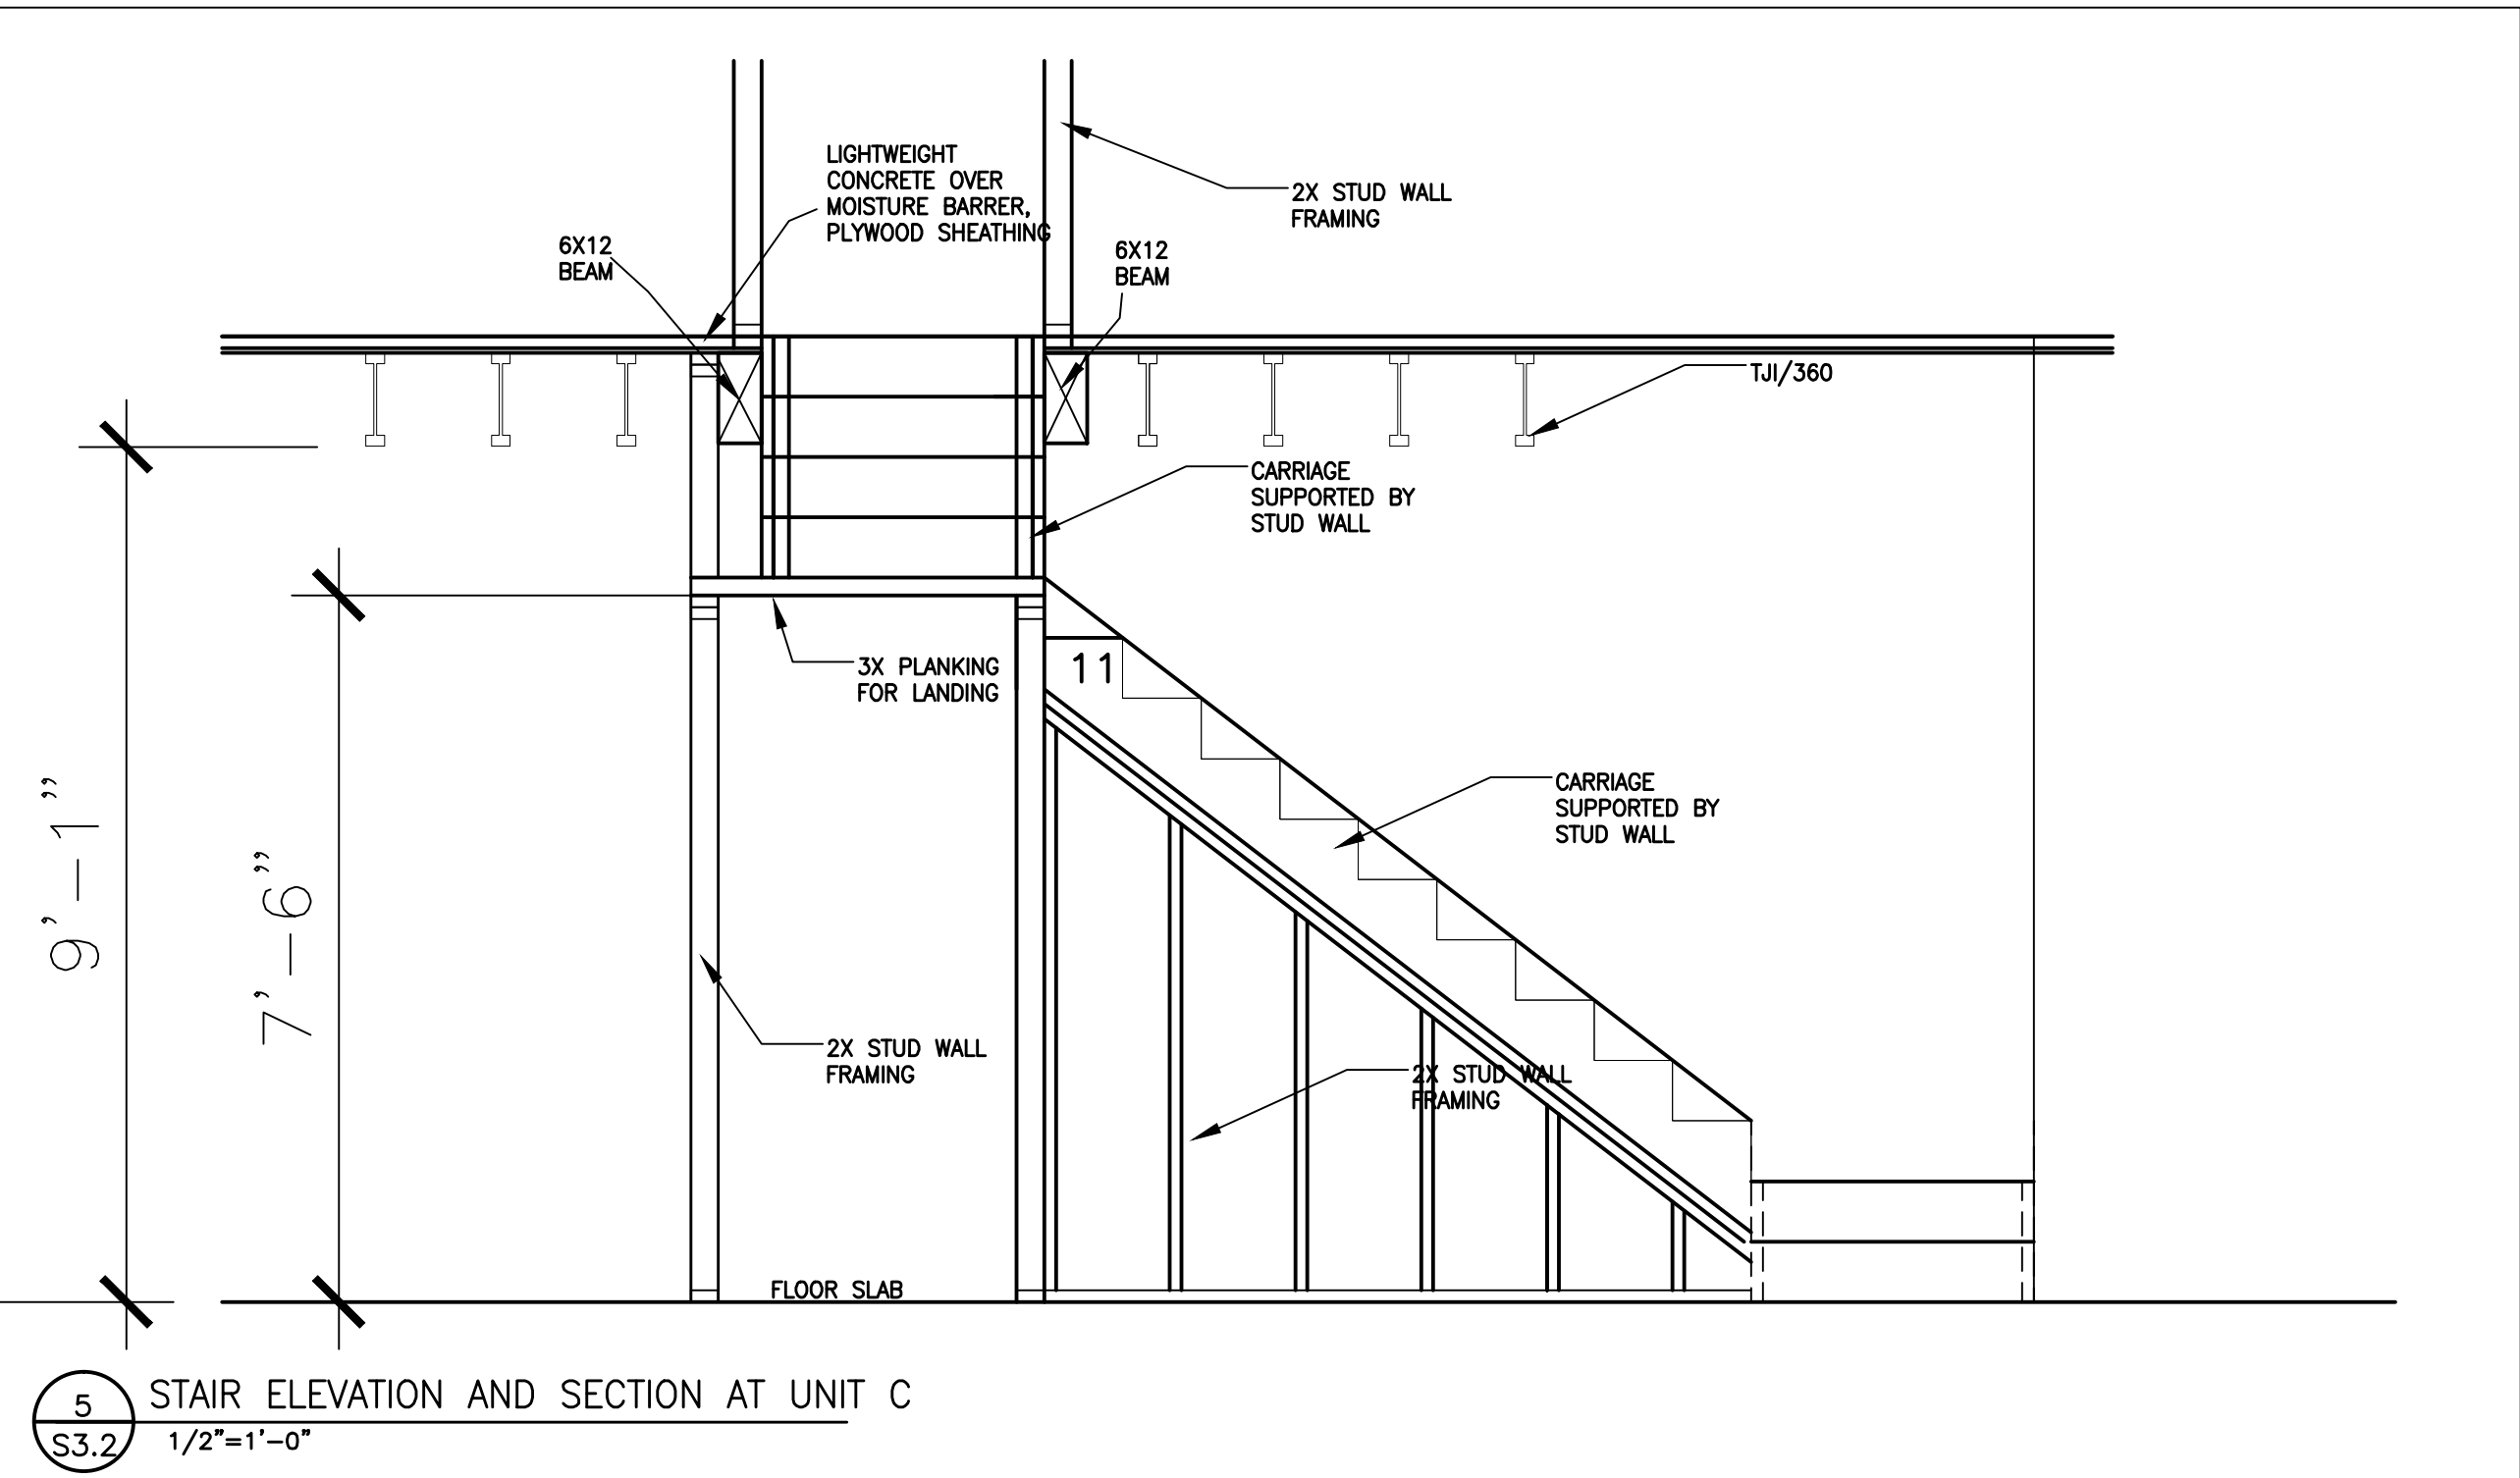 LIGHTWEIGHT
CONCRETE OVER
MOISTURE BARRER,
PLYWOOD SHEATHING
2X STUD WALL
FRAMING
6X12
BEAM
6X12
BEAM
TJI/360
CARRIAGE
SUPPORTED BY
STUD WALL
3X PLANKING
FOR LANDING
11
CARRIAGE
SUPPORTED BY
STUD WALL
9'-1"
7'-6"
2X STUD WALL
FRAMING
2X STUD WALL
FRAMING
FLOOR SLAB
5
S3.2
STAIR ELEVATION AND SECTION AT UNIT C
1/2"=1'-0"